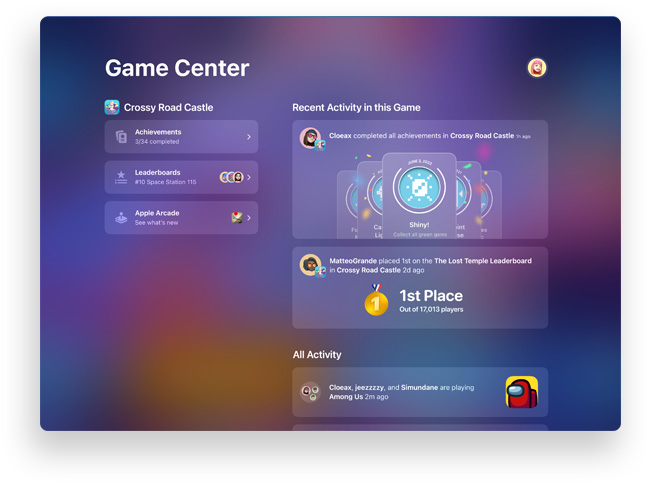 Game Center
Crossy Road Castle
Achievements
3/34 completed
Leaderboards
#10 Space Station 115
Apple Arcade
See what's new
Recent Activity in this Game
Cloeax completed all achievements in Crossy Road Castle 1h ago
Shiny!
Collect all green gems
MatteoGrande placed 1st on the The Lost Temple Leaderboard
in Crossy Road Castle 2d ago
1
1st Place
Out of 17,013 players
All Activity
Cloeax, jeezzzzy, and Simundane are playing
Among Us 2m ago